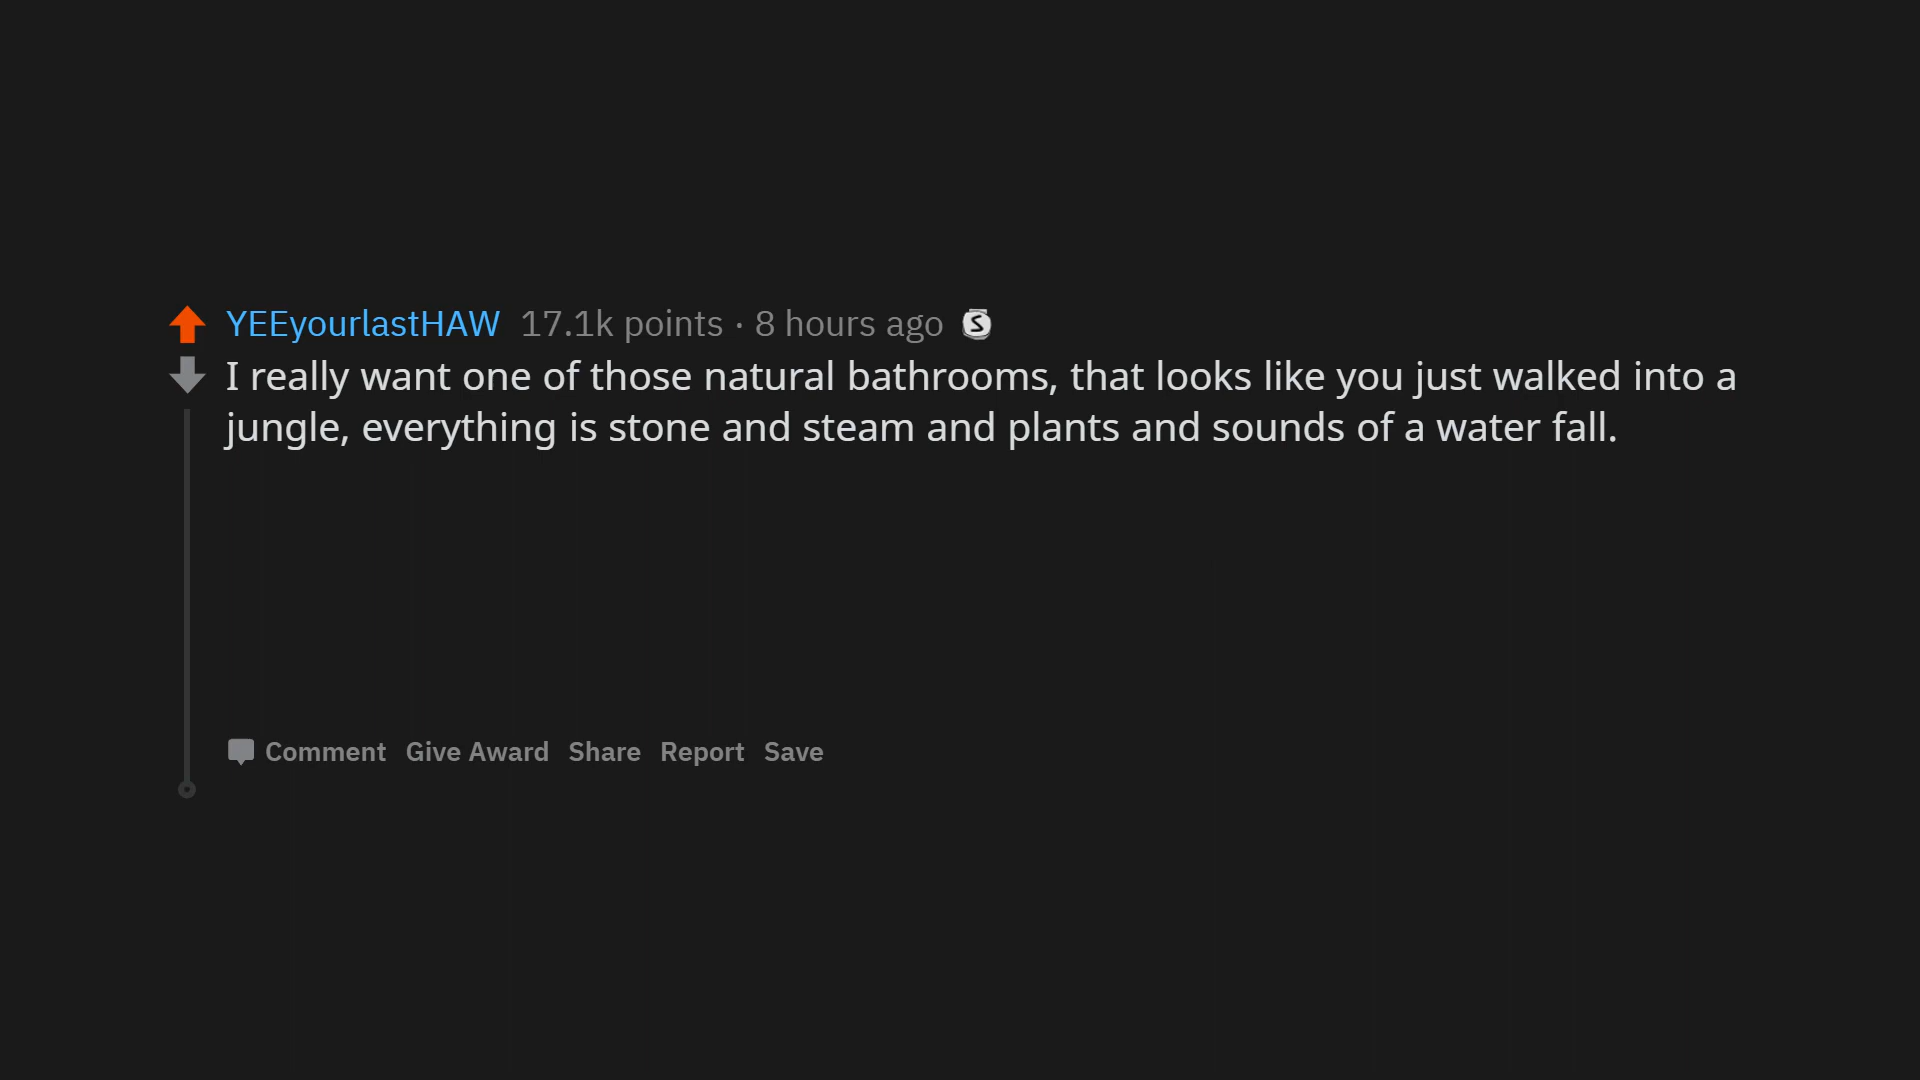 YEEyourlastHAW 17.1k points · 8 hours ago S
I really want one of those natural bathrooms, that looks like you just walked into a
jungle, everything is stone and steam and plants and sounds of a water fall.
Comment Give Award Share Report Save